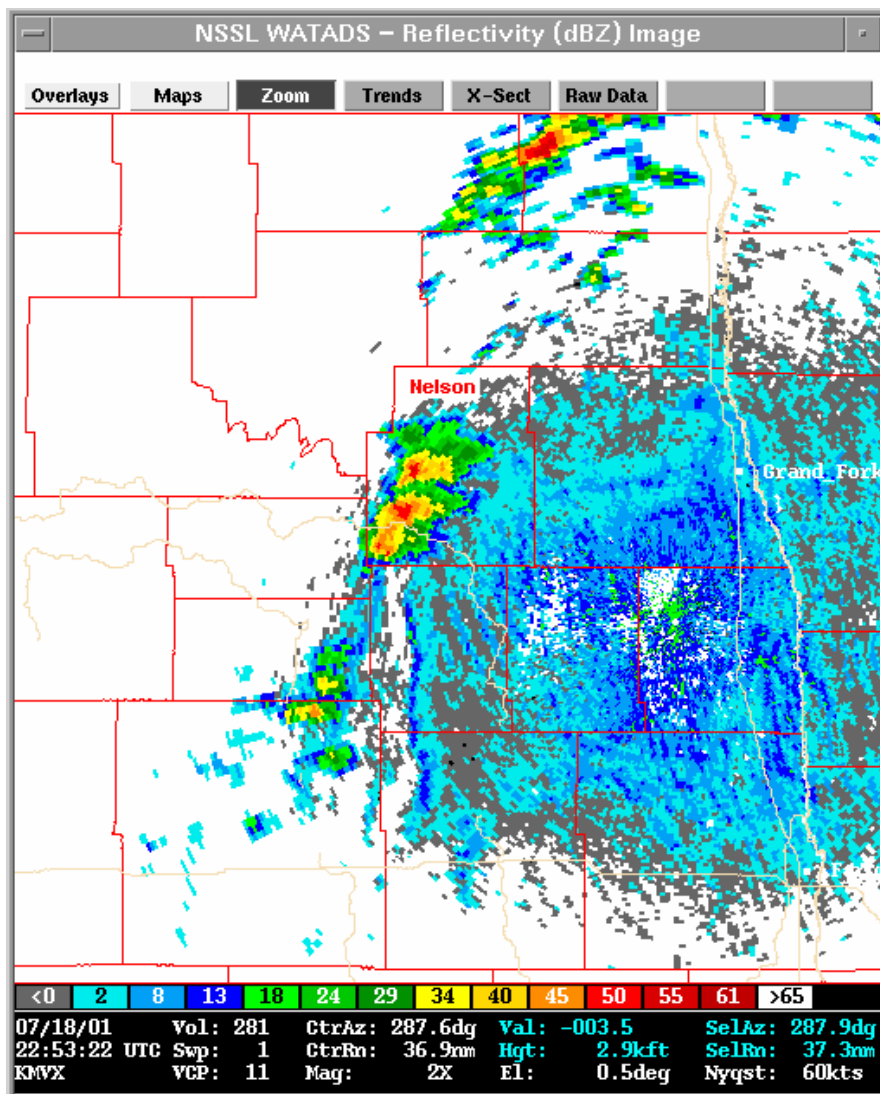 NSSL WATADS – Reflectivity (dBZ) Image
Overlays Maps Zoom Trends X-Sect Raw Data
Nelson
Grand_Fork
F
<0 2 8 13 18 24 29 34 40 45 50 55 61 >65
07/18/01 Vol: 281 CtrAz: 287.6dg Val: -003.5 SelAz: 287.9dg
22:53:22 UTC Swp: 1 CtrRn: 36.9nm Hgt: 2.9kft SelRn: 37.3nm
KMVX VCP: 11 Mag: 2X El: 0.5deg Nyqst: 60kts